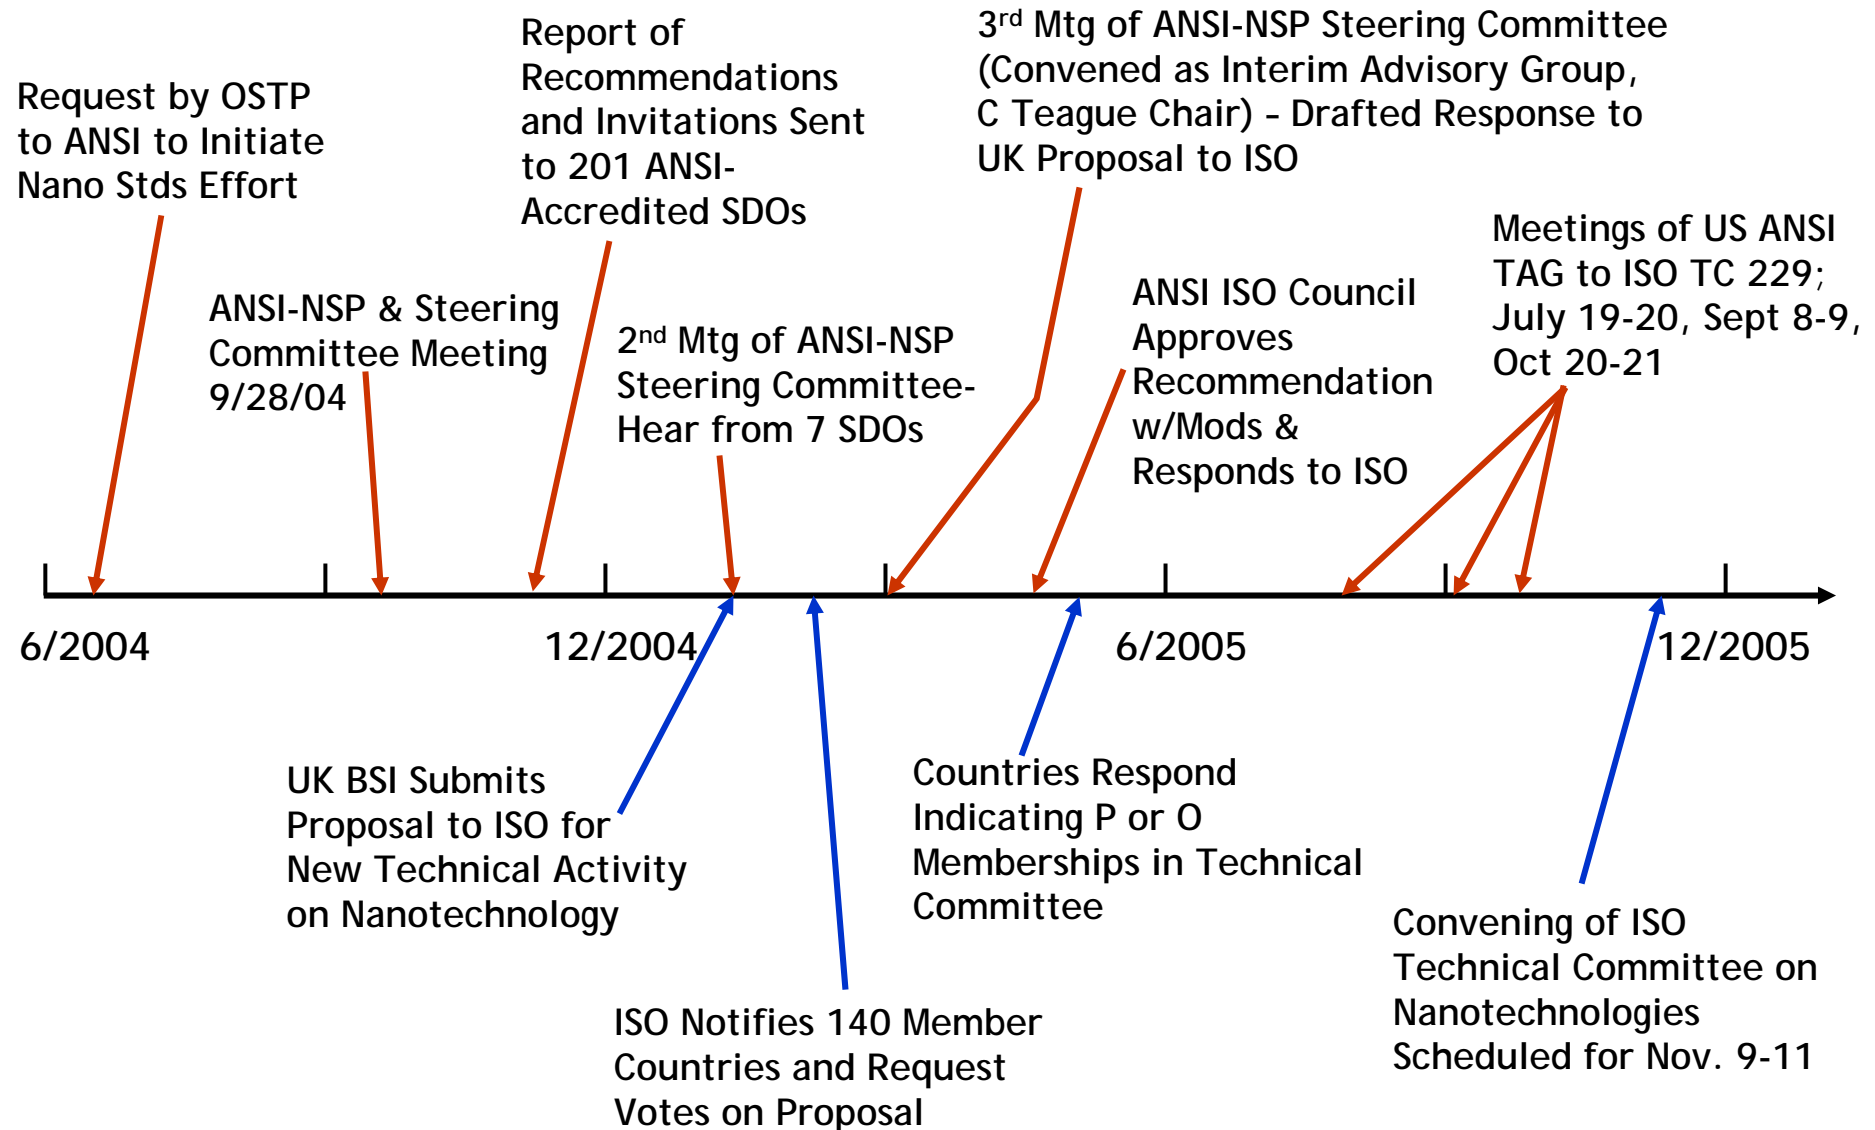 Request by OSTP
to ANSI to Initiate
Nano Stds Effort
Report of
Recommendations
and Invitations Sent
to 201 ANSI-
Accredited SDOs
3rd Mtg of ANSI-NSP Steering Committee
(Convened as Interim Advisory Group,
C Teague Chair) – Drafted Response to
UK Proposal to ISO
ANSI-NSP & Steering
Committee Meeting
9/28/04
2nd Mtg of ANSI-NSP
Steering Committee-
Hear from 7 SDOs
ANSI ISO Council
Approves
Recommendation
w/Mods &
Responds to ISO
Meetings of US ANSI
TAG to ISO TC 229;
July 19-20, Sept 8-9,
Oct 20-21
6/2004
12/2004
6/2005
12/2005
UK BSI Submits
Proposal to ISO for
New Technical Activity
on Nanotechnology
ISO Notifies 140 Member
Countries and Request
Votes on Proposal
Countries Respond
Indicating P or O
Memberships in Technical
Committee
Convening of ISO
Technical Committee on
Nanotechnologies
Scheduled for Nov. 9-11